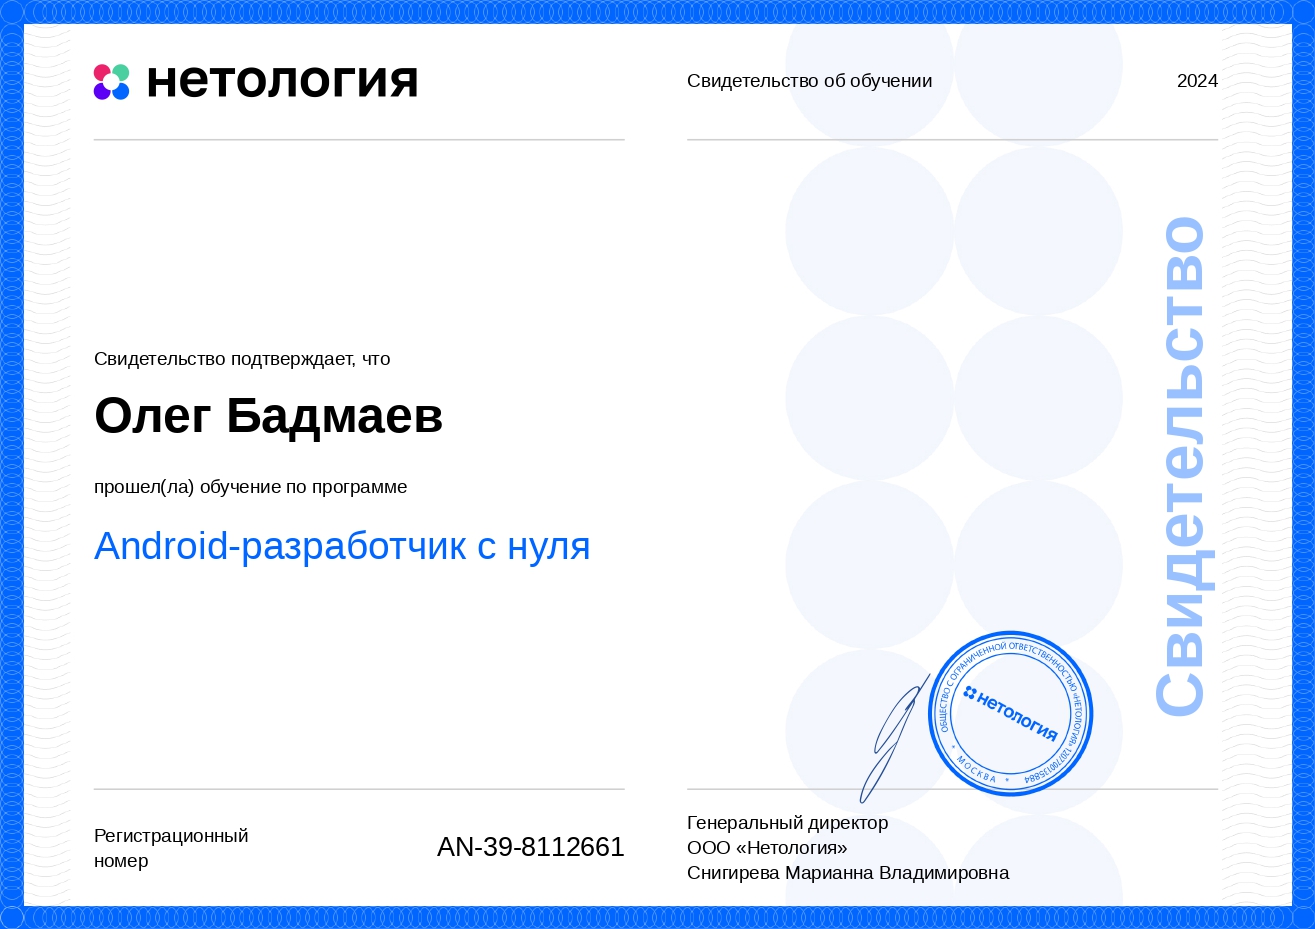 нетология
Свидетельство об обучении
2024
Свидетельство подтверждает, что
Олег Бадмаев
прошел(ла) обучение по программе
Android-разработчик с нуля
Свидетельство
ОБЩЕСТВО С ОГРАНИЧЕННОЙ ОТВЕТСТВЕННОСТЬЮ «НЕТОЛОГИЯ» 1207700135884
* МОСКВА *
нетология
Регистрационный
номер
AN-39-8112661
Генеральный директор
ООО «Нетология»
Снигирева Марианна Владимировна